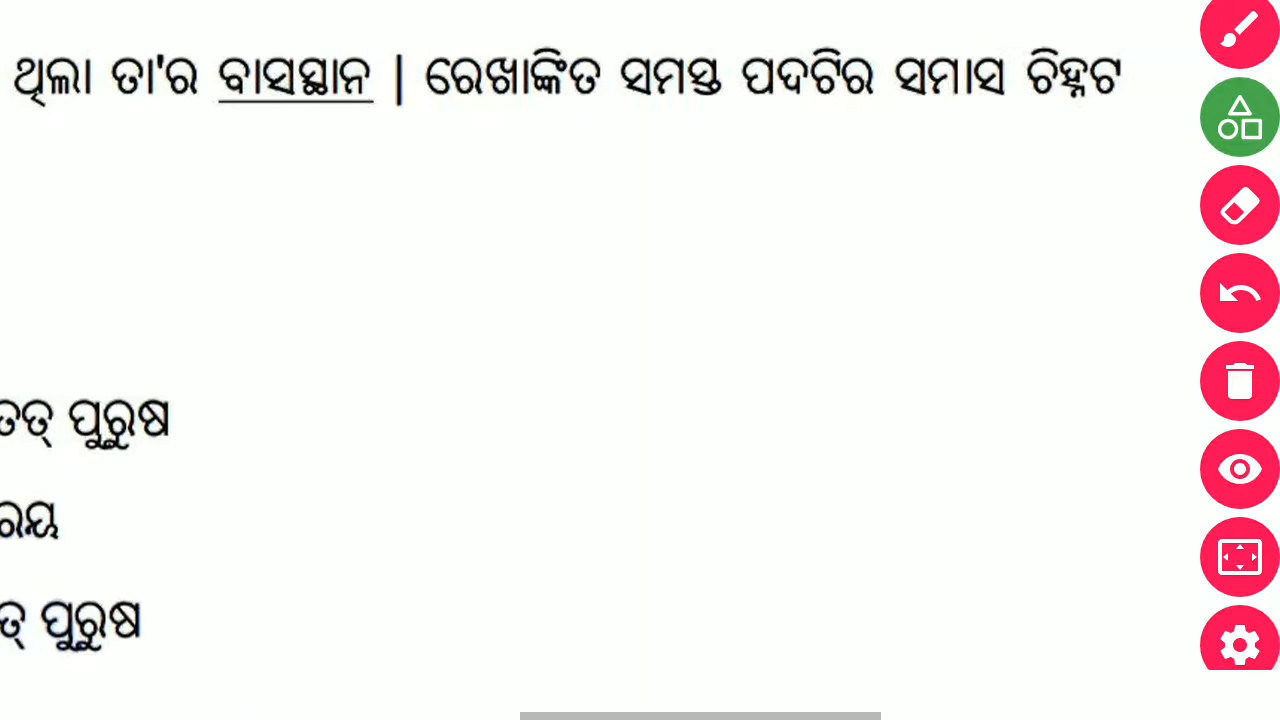 ଥିଲା ତା'ର ବାସସ୍ଥାନ | ରେଖାଙ୍କିତ ସମସ୍ତ ପଦଟିର ସମାସ ଚିହ୍ନଟ
ତତ୍ ପୁରୁଷ
ରୟ
ତ୍ ପୁରୁଷ